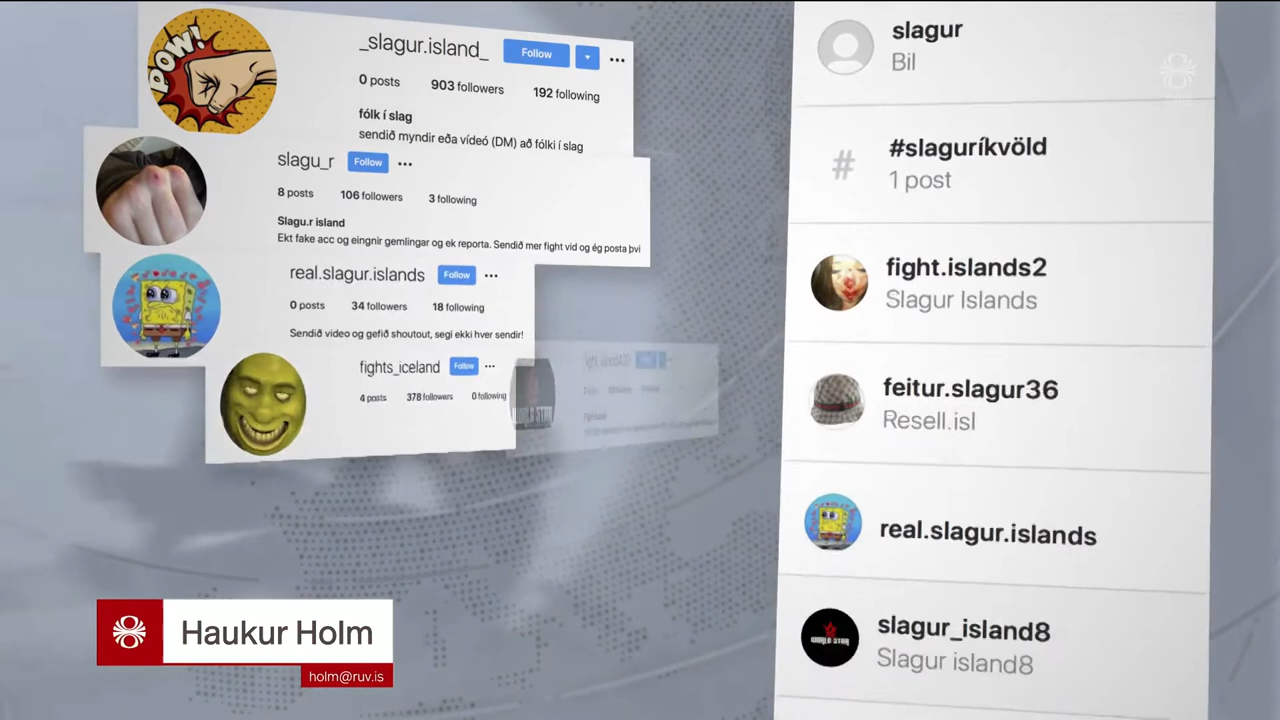 POW!
_slagur.island_
Follow
0 posts 903 followers 192 following
fólk í slag
sendið myndir eða vídeó (DM) að fólki í slag
slagu_r
Follow
8 posts 106 followers 3 following
Slagu.r island
Ekt fake acc og eingnir gemlingar og ek reporta. Sendið mer fight vid og ég posta þvi
real.slagur.islands
Follow
0 posts 34 followers 18 following
Sendið video og gefið shoutout, segi ekki hver sendir!
fights_iceland
Follow
4 posts 378 followers 0 following
slagur
Bil
#
#slaguríkvöld
1 post
fight.islands2
Slagur Islands
feitur.slagur36
Resell.isl
real.slagur.islands
WORLD STAR
slagur_island8
Slagur island8
Haukur Holm
holm@ruv.is